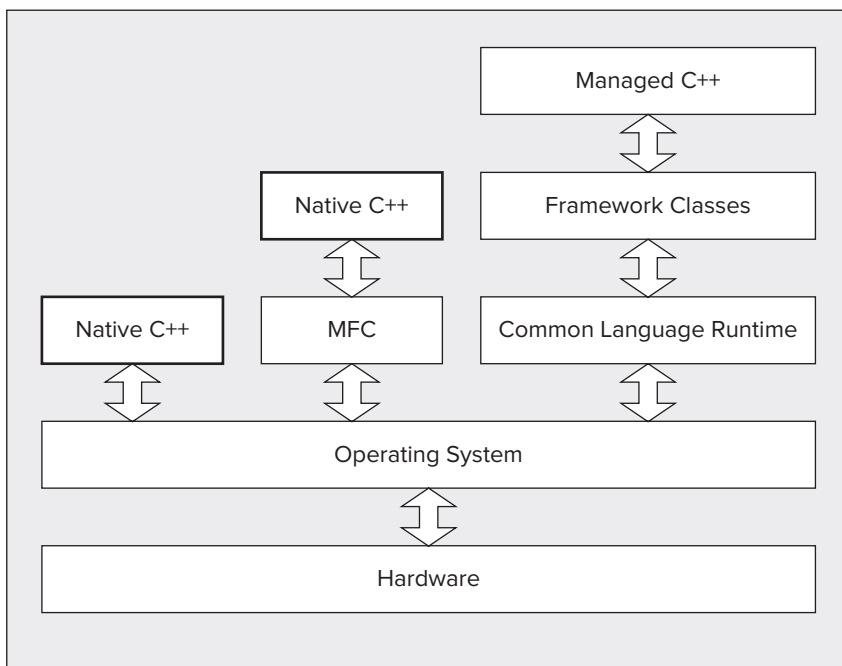 Managed C++
Native C++
Framework Classes
Native C++
MFC
Common Language Runtime
Operating System
Hardware